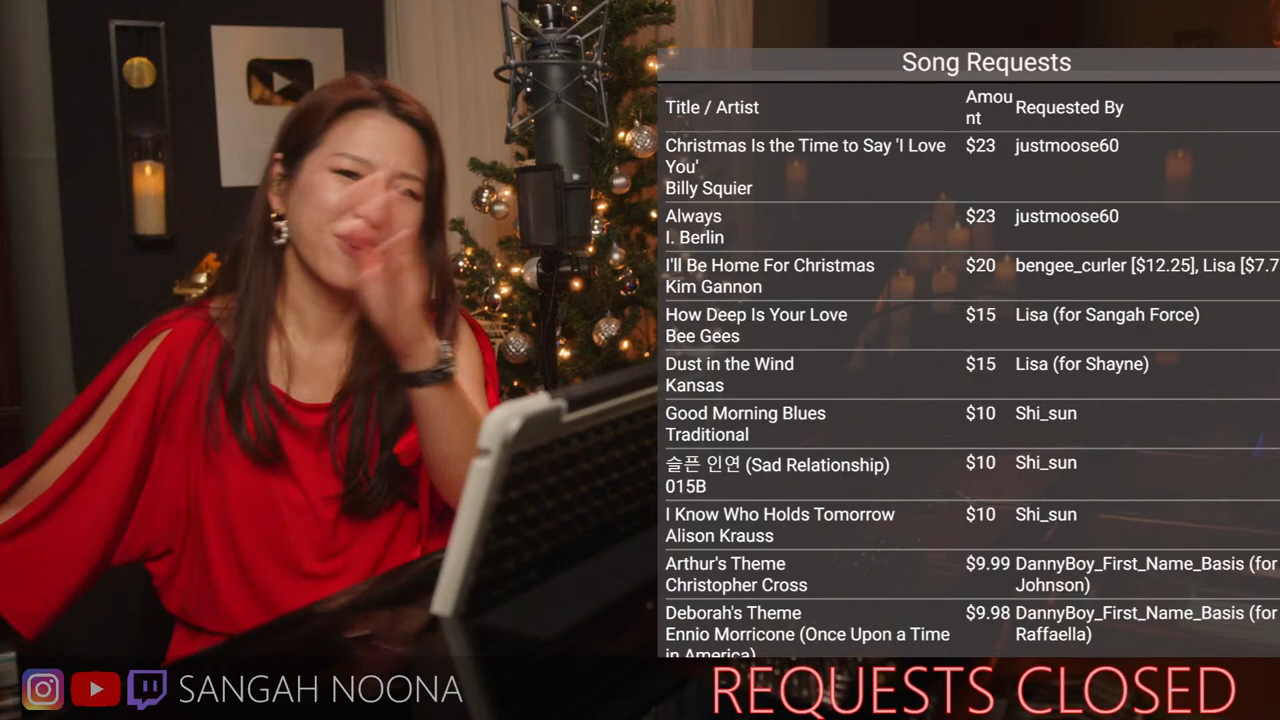 Song Requests
Title / Artist
Amou
nt
Requested By
Christmas Is the Time to Say 'I Love
You'
Billy Squier
$23
justmoose60
Always
I. Berlin
$23
justmoose60
I'll Be Home For Christmas
Kim Gannon
$20
bengee_curler [$12.25], Lisa [$7.7
How Deep Is Your Love
Bee Gees
$15
Lisa (for Sangah Force)
Dust in the Wind
Kansas
$15
Lisa (for Shayne)
Good Morning Blues
Traditional
$10
Shi_sun
슬픈 인연 (Sad Relationship)
015B
$10
Shi_sun
I Know Who Holds Tomorrow
Alison Krauss
$10
Shi_sun
Arthur's Theme
Christopher Cross
$9.99
DannyBoy_First_Name_Basis (for
Johnson)
Deborah's Theme
Ennio Morricone (Once Upon a Time
in America)
$9.98
DannyBoy_First_Name_Basis (for
Raffaella)
SANGAH NOONA
REQUESTS CLOSED